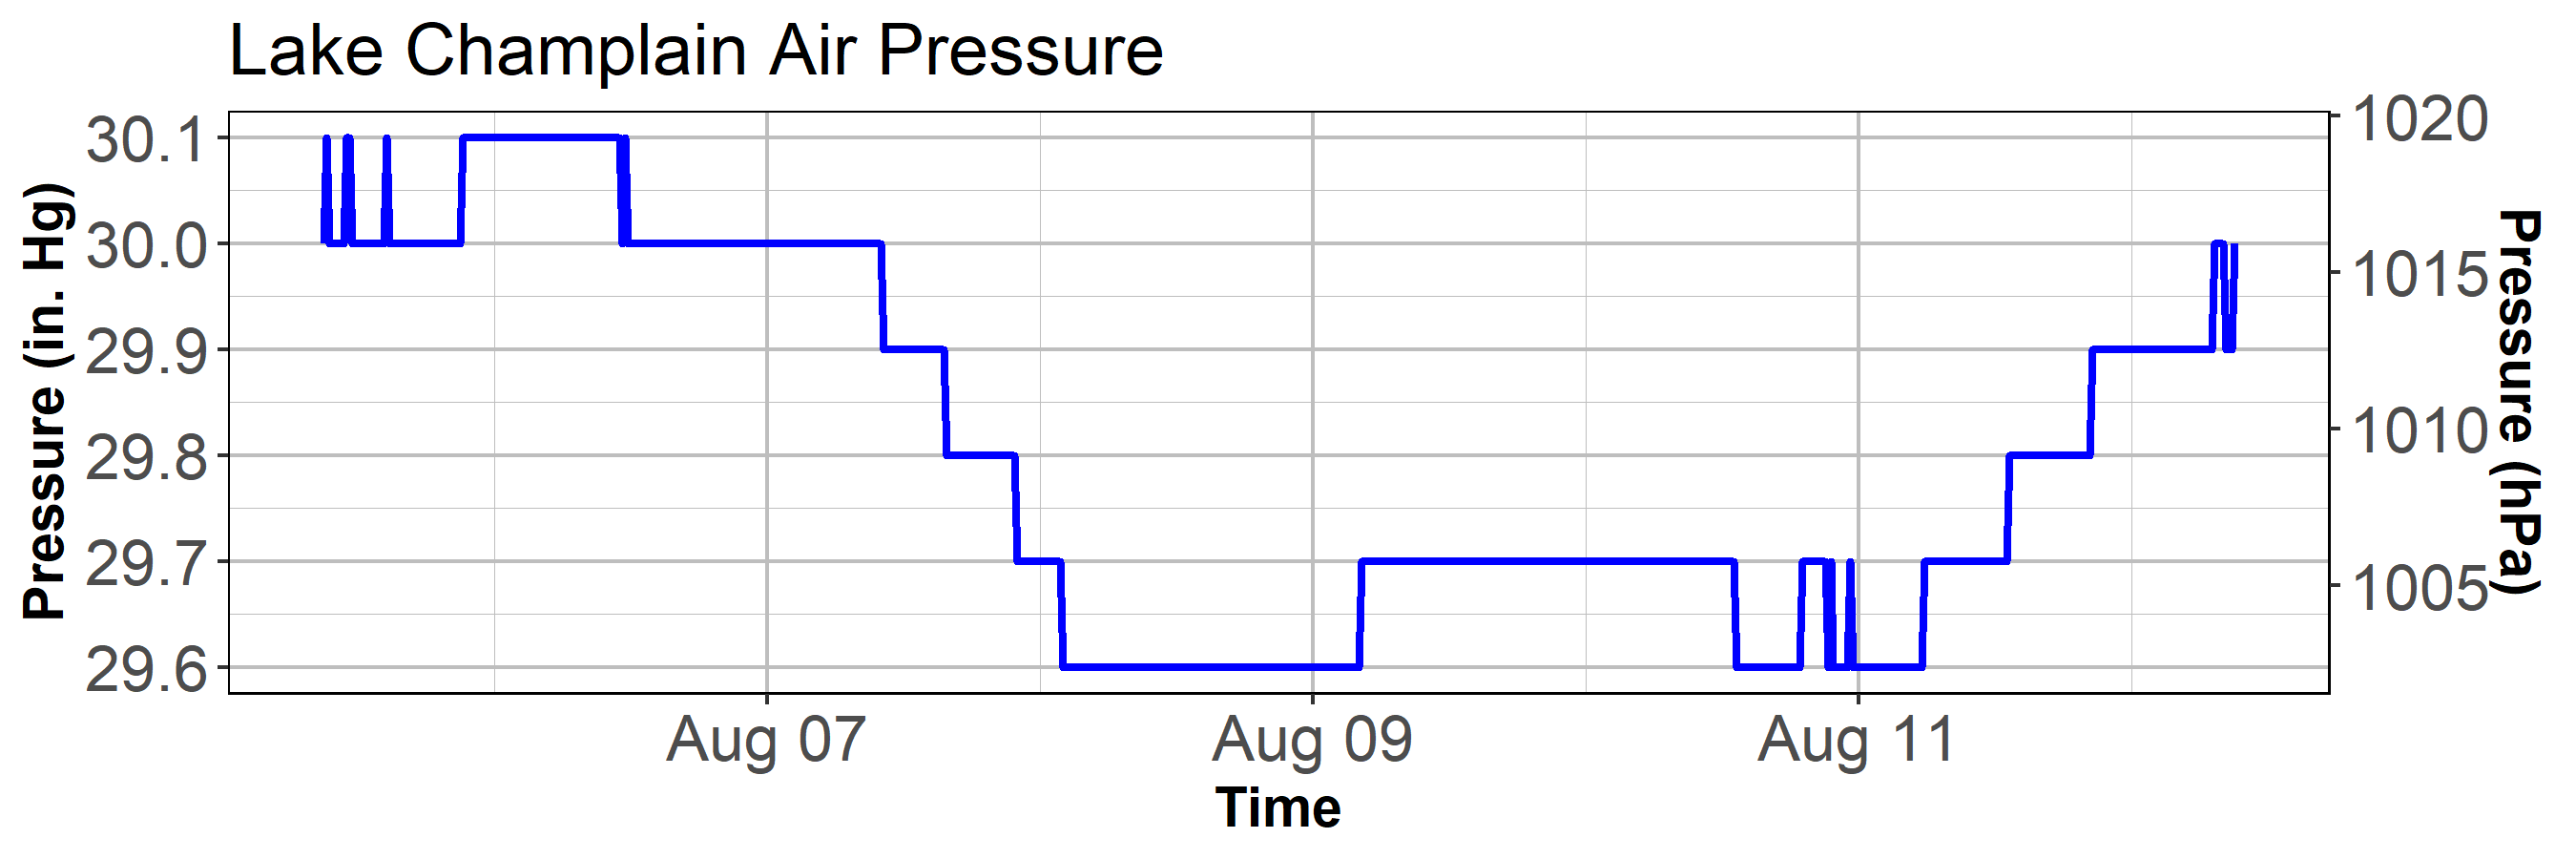 Lake Champlain Air Pressure
Pressure (in. Hg)
30.1
30.0
29.9
29.8
29.7
29.6
1020
1015
1010
1005
Pressure (hPa)
Aug 07
Aug 09
Aug 11
Time